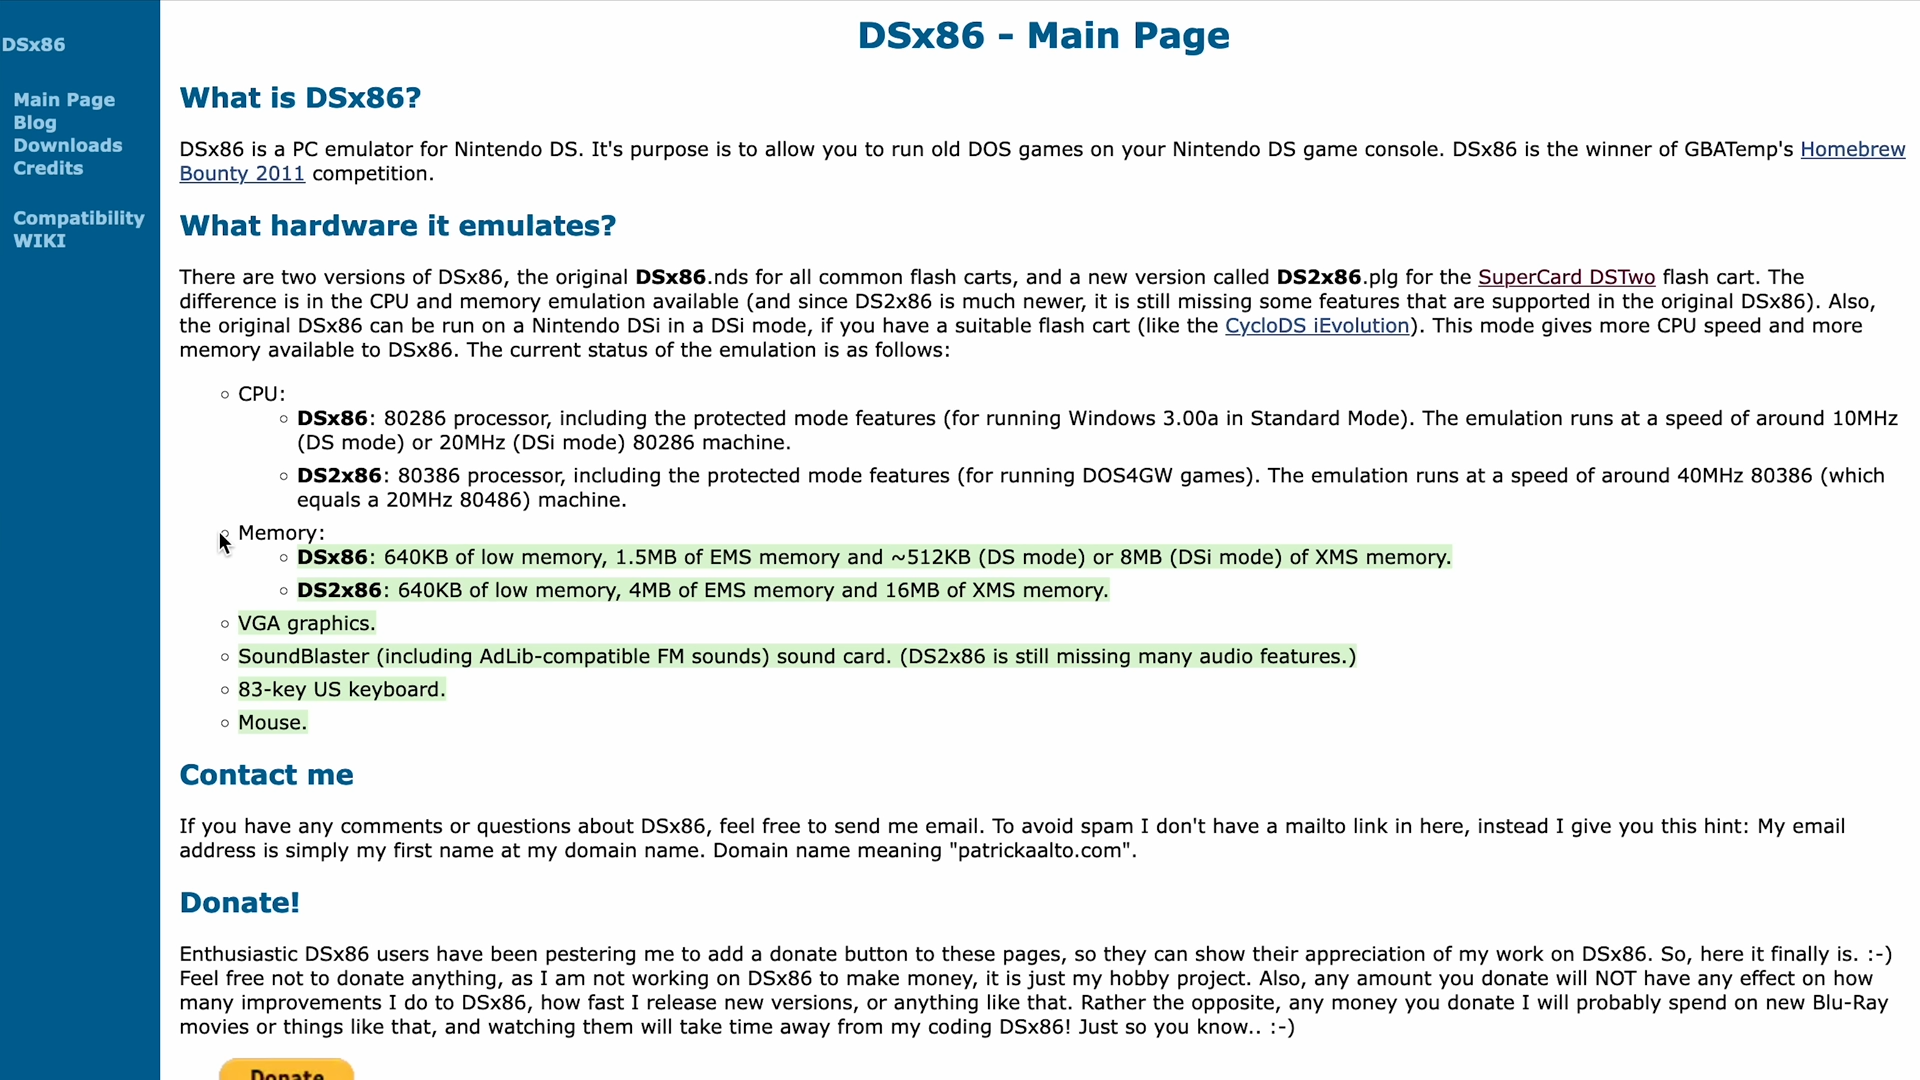 DSx86
Main Page
Blog
Downloads
Credits
Compatibility
WIKI
DSx86 - Main Page
What is DSx86?
DSx86 is a PC emulator for Nintendo DS. It's purpose is to allow you to run old DOS games on your Nintendo DS game console. DSx86 is the winner of GBATemp's Homebrew
Bounty 2011 competition.
What hardware it emulates?
There are two versions of DSx86, the original DSx86.nds for all common flash carts, and a new version called DS2x86.plg for the SuperCard DSTwo flash cart. The
difference is in the CPU and memory emulation available (and since DS2x86 is much newer, it is still missing some features that are supported in the original DSx86). Also,
the original DSx86 can be run on a Nintendo DSi in a DSi mode, if you have a suitable flash cart (like the CycloDS iEvolution). This mode gives more CPU speed and more
memory available to DSx86. The current status of the emulation is as follows:
CPU:
DSx86: 80286 processor, including the protected mode features (for running Windows 3.00a in Standard Mode). The emulation runs at a speed of around 10MHz
(DS mode) or 20MHz (DSi mode) 80286 machine.
DS2x86: 80386 processor, including the protected mode features (for running DOS4GW games). The emulation runs at a speed of around 40MHz 80386 (which
equals a 20MHz 80486) machine.
Memory:
DSx86: 640KB of low memory, 1.5MB of EMS memory and ~512KB (DS mode) or 8MB (DSi mode) of XMS memory.
DS2x86: 640KB of low memory, 4MB of EMS memory and 16MB of XMS memory.
VGA graphics.
SoundBlaster (including AdLib-compatible FM sounds) sound card. (DS2x86 is still missing many audio features.)
83-key US keyboard.
Mouse.
Contact me
If you have any comments or questions about DSx86, feel free to send me email. To avoid spam I don't have a mailto link in here, instead I give you this hint: My email
address is simply my first name at my domain name. Domain name meaning "patrickaalto.com".
Donate!
Enthusiastic DSx86 users have been pestering me to add a donate button to these pages, so they can show their appreciation of my work on DSx86. So, here it finally is. :-)
Feel free not to donate anything, as I am not working on DSx86 to make money, it is just my hobby project. Also, any amount you donate will NOT have any effect on how
many improvements I do to DSx86, how fast I release new versions, or anything like that. Rather the opposite, any money you donate I will probably spend on new Blu-Ray
movies or things like that, and watching them will take time away from my coding DSx86! Just so you know.. :-)
Donate